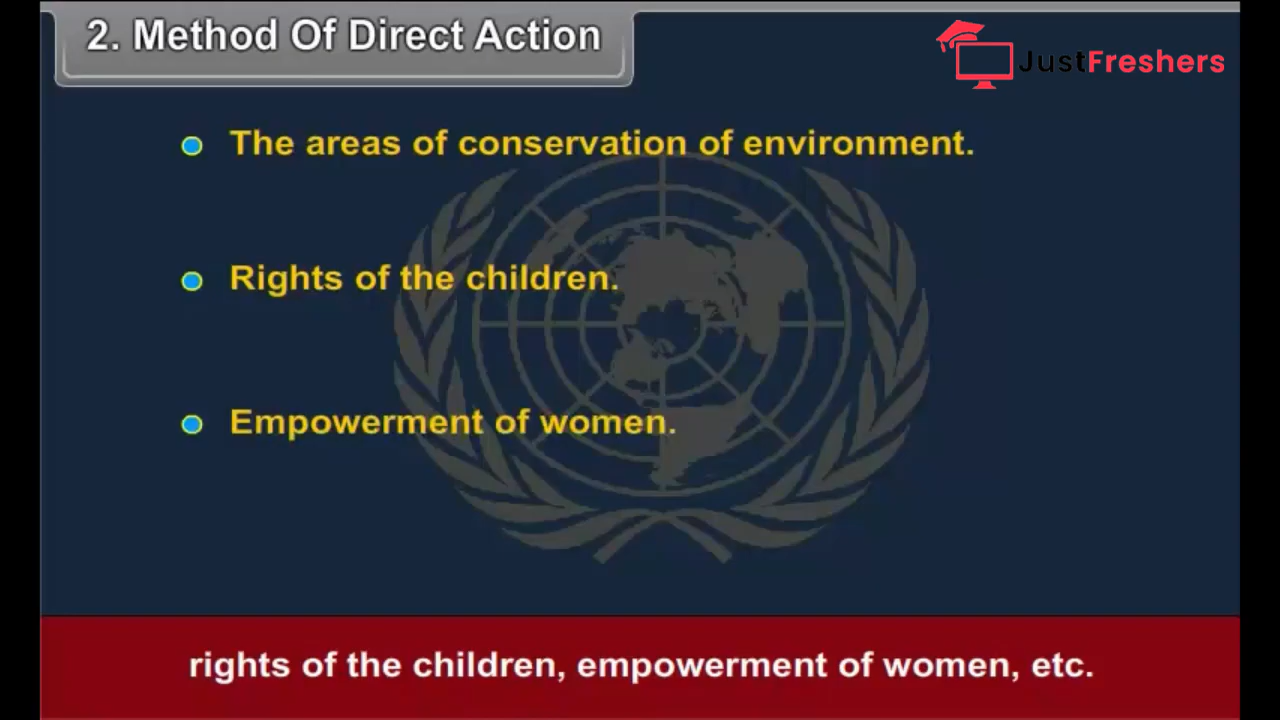 2. Method Of Direct Action
JustFreshers
The areas of conservation of environment.
Rights of the children.
Empowerment of women.
rights of the children, empowerment of women, etc.